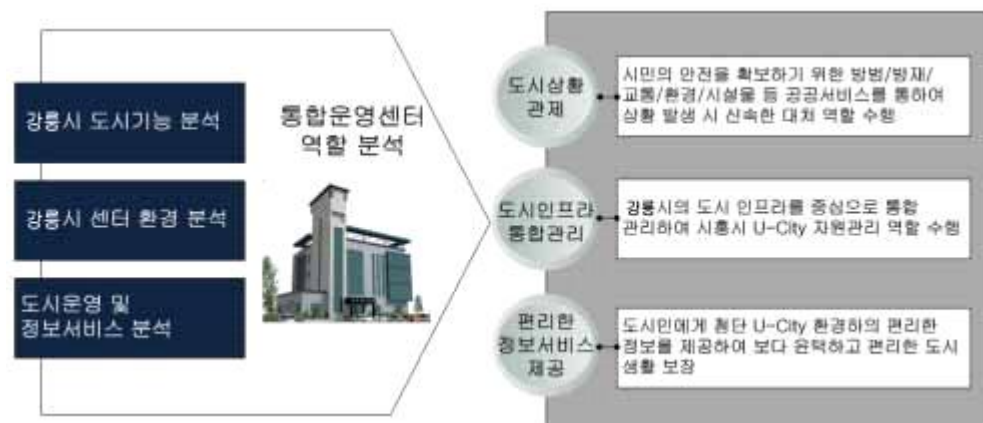 강릉시 도시기능 분석
강릉시 센터 환경 분석
도시운영 및
정보서비스 분석
통합운영센터
역할 분석
도시상황
관제
시민의 안전을 확보하기 위한 방범/방재/
교통/환경/시설물 등 공공서비스를 통하여
상황 발생 시 신속한 대처 역할 수행
도시인프라
통합관리
강릉시의 도시 인프라를 중심으로 통합
관리하여 시흥시 U-City 자원관리 역할 수행
편리한
정보서비스
제공
도시민에게 첨단 U-City 환경하의 편리한
정보를 제공하여 보다 윤택하고 편리한 도시
생활 보장